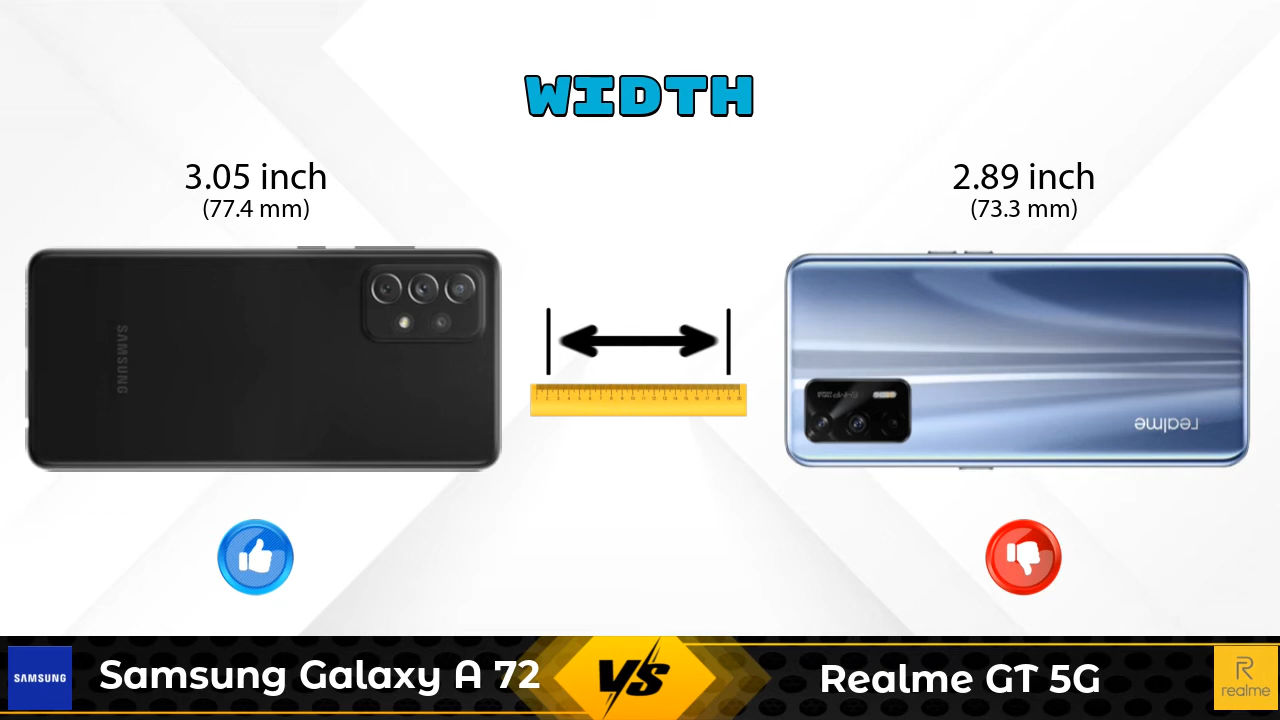 WIDTH
3.05 inch
(77.4 mm)
2.89 inch
(73.3 mm)
SAMSUNG
realme
SAMSUNG
Samsung Galaxy A 72
VS
Realme GT 5G
R
realme